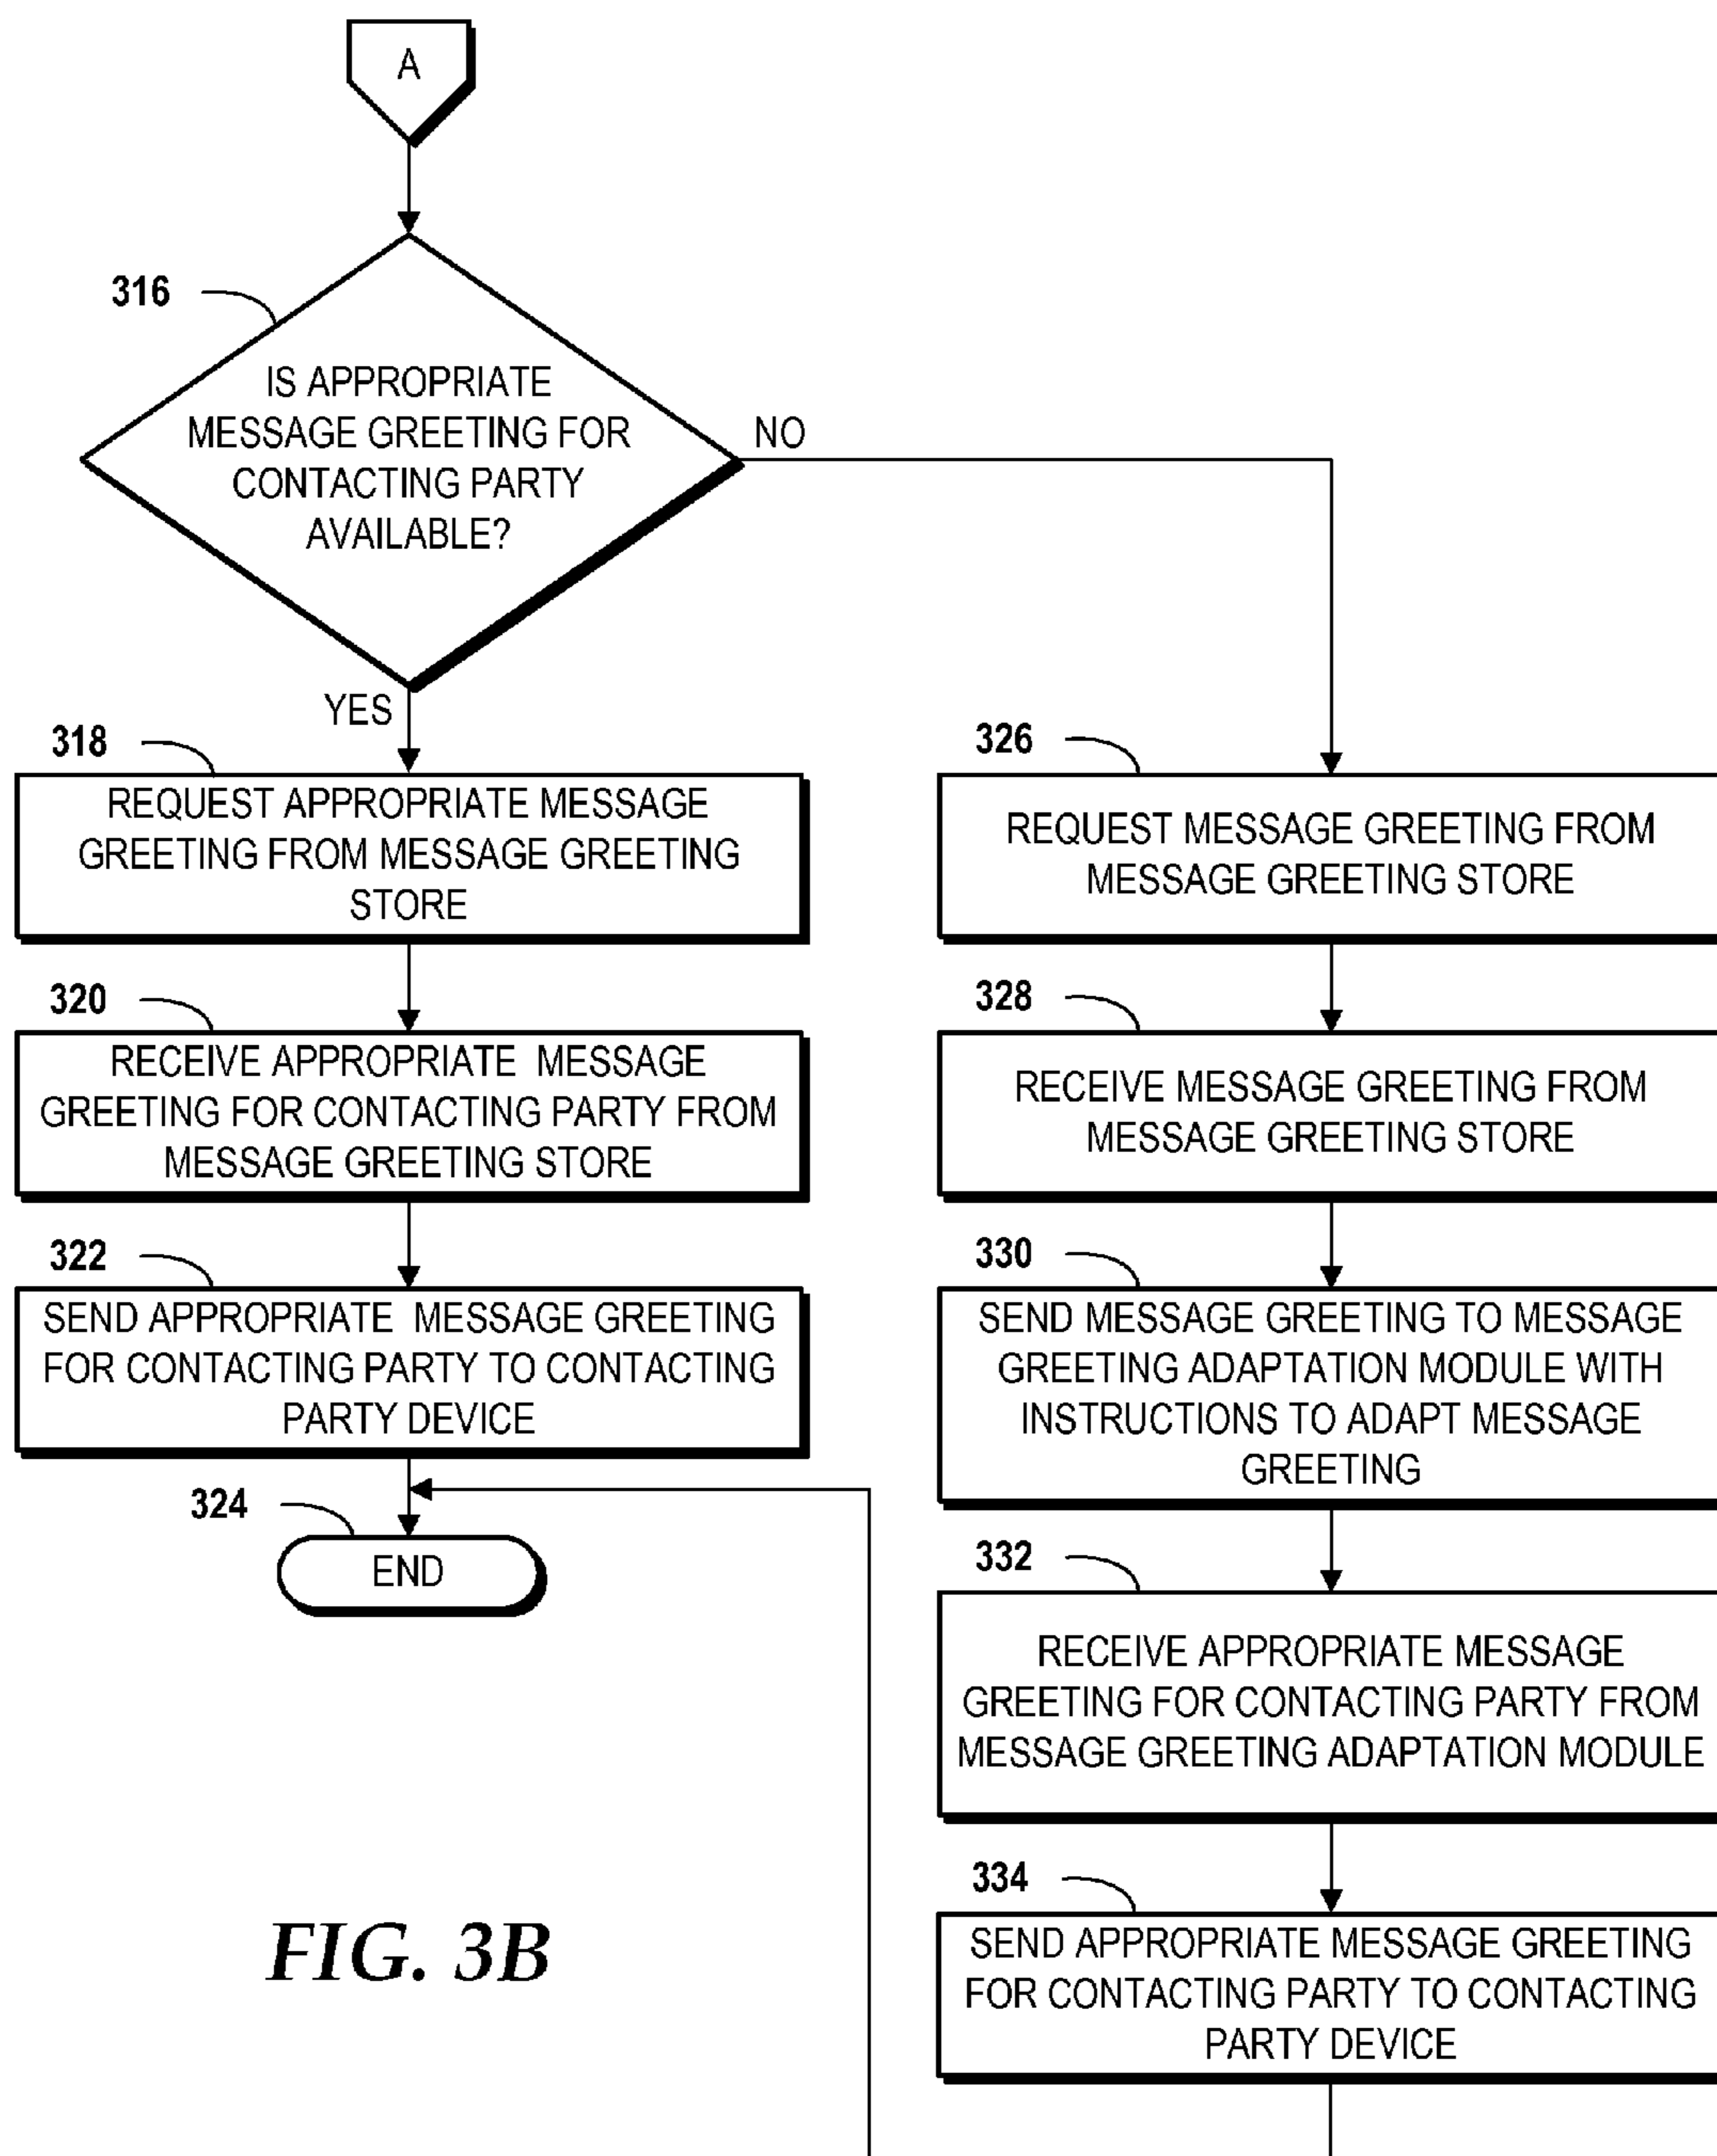 A
316
IS APPROPRIATE
MESSAGE GREETING FOR
CONTACTING PARTY
AVAILABLE?
NO
YES
318
REQUEST APPROPRIATE MESSAGE
GREETING FROM MESSAGE GREETING
STORE
320
RECEIVE APPROPRIATE MESSAGE
GREETING FOR CONTACTING PARTY FROM
MESSAGE GREETING STORE
322
SEND APPROPRIATE MESSAGE GREETING
FOR CONTACTING PARTY TO CONTACTING
PARTY DEVICE
324
END
326
REQUEST MESSAGE GREETING FROM
MESSAGE GREETING STORE
328
RECEIVE MESSAGE GREETING FROM
MESSAGE GREETING STORE
330
SEND MESSAGE GREETING TO MESSAGE
GREETING ADAPTATION MODULE WITH
INSTRUCTIONS TO ADAPT MESSAGE
GREETING
332
RECEIVE APPROPRIATE MESSAGE
GREETING FOR CONTACTING PARTY FROM
MESSAGE GREETING ADAPTATION MODULE
334
SEND APPROPRIATE MESSAGE GREETING
FOR CONTACTING PARTY TO CONTACTING
PARTY DEVICE
FIG. 3B